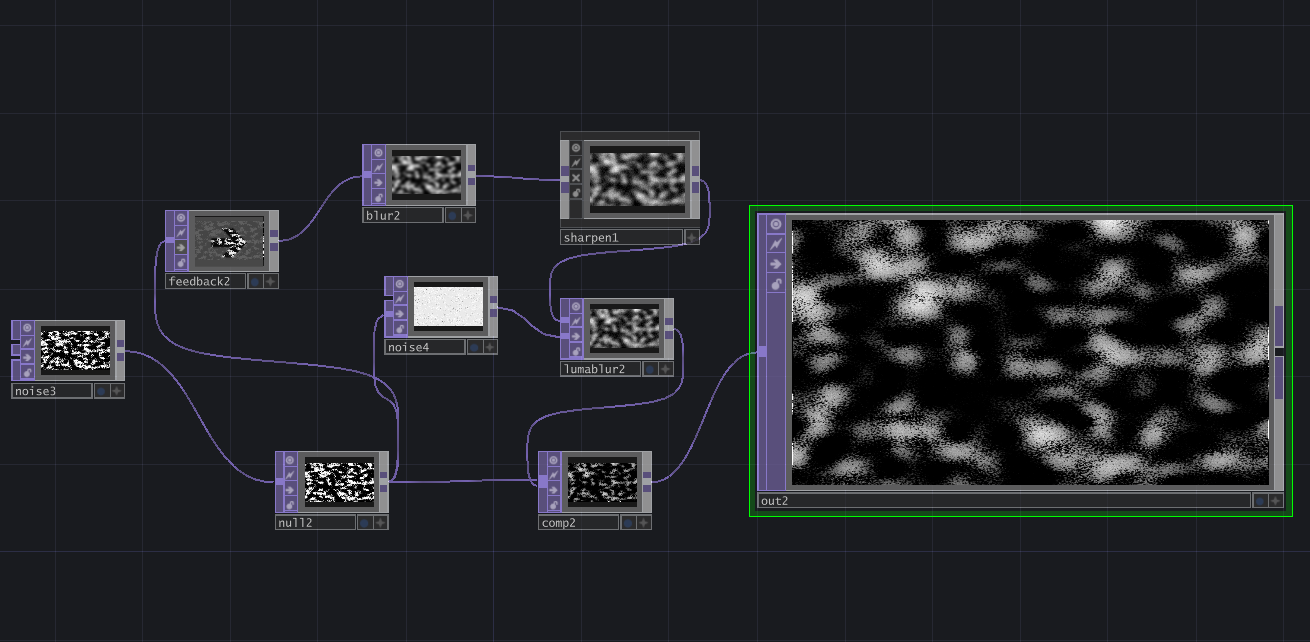 blur2
sharpen1
feedback2
noise4
lumablur2
noise3
null2
comp2
out2